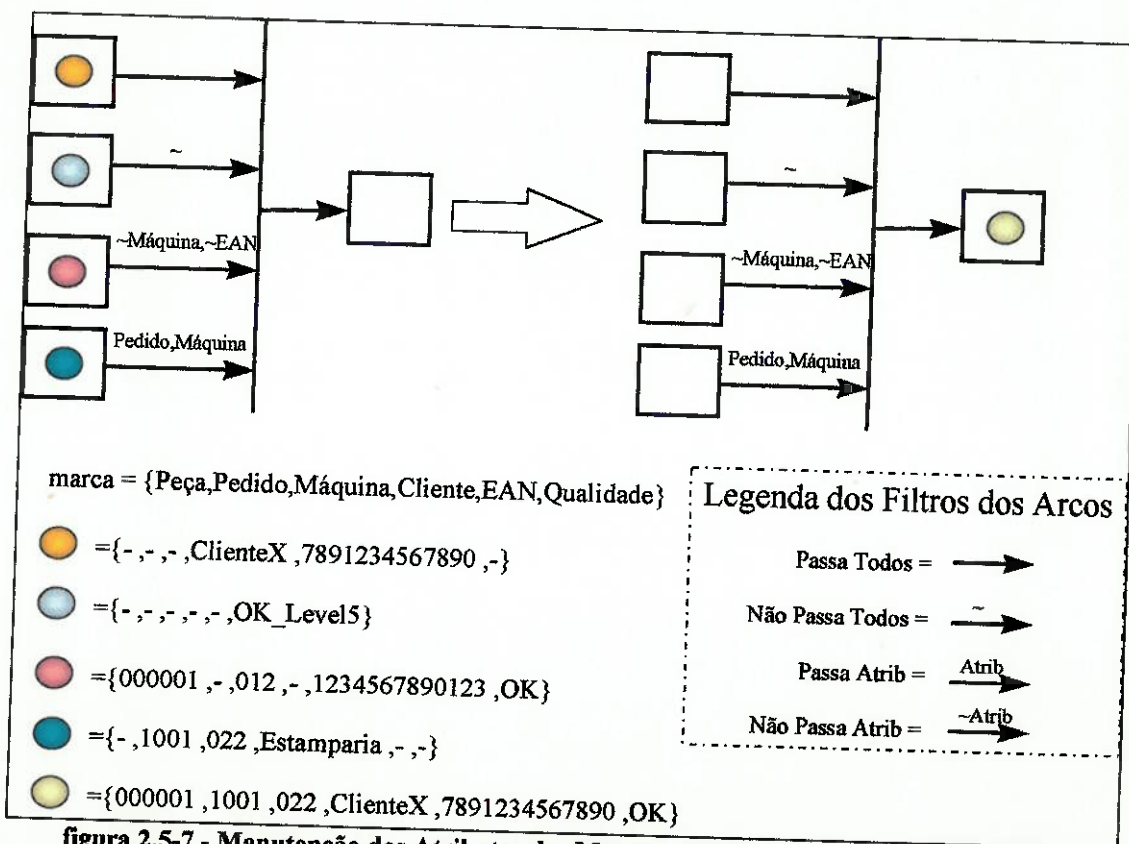 ~
~Máquina,~EAN
Pedido,Máquina
~
~Máquina,~EAN
Pedido,Máquina
marca = {Peça,Pedido,Máquina,Cliente,EAN,Qualidade}
={- ,- ,- ,ClienteX ,7891234567890 ,-}
={- ,- ,- ,- ,- ,OK_Level5}
={000001 ,- ,012 ,- ,1234567890123 ,OK}
={- ,1001 ,022 ,Estamparia ,- ,-}
={000001 ,1001 ,022 ,ClienteX ,7891234567890 ,OK}
Legenda dos Filtros dos Arcos
Passa Todos =
Não Passa Todos = ~
Passa Atrib = Atrib
Não Passa Atrib = ~Atrib
figura 2.5-7 - Manutenção dos